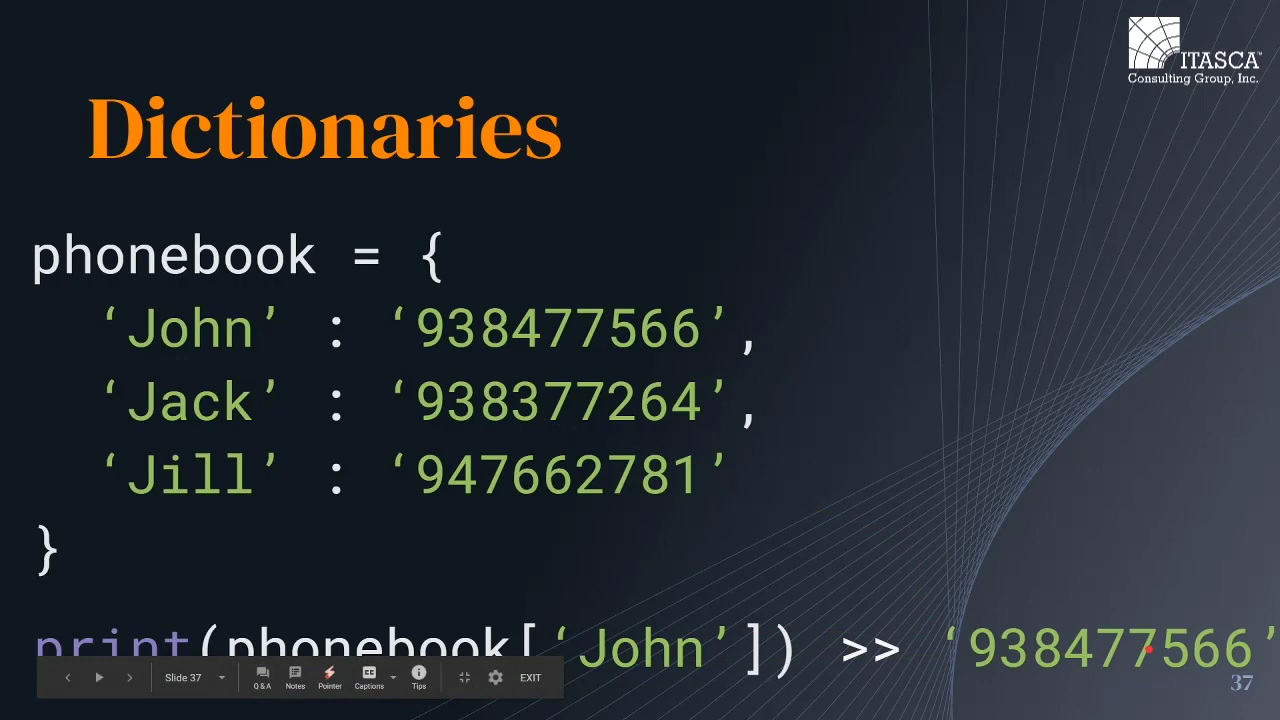 ITASCA™
Consulting Group, Inc.
Dictionaries
phonebook = {
‘John’ : ‘938477566’,
‘Jack’ : ‘938377264’,
‘Jill’ : ‘947662781’
}
print(phonebook[‘John’]) >> ‘938477566’
Slide 37
Q & A
Notes
Pointer
Captions
Tips
EXIT
37